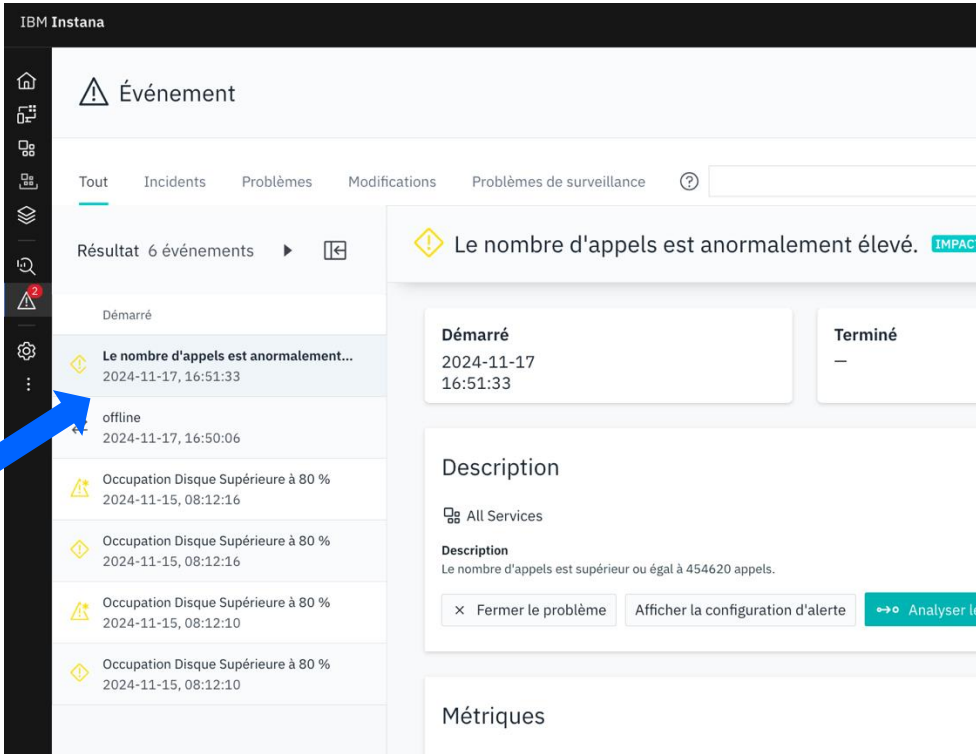 IBM Instana
Événement
Tout Incidents Problèmes Modifications Problèmes de surveillance ?
Résultat 6 événements
Le nombre d'appels est anormalement élevé.
2
Démarré
Le nombre d'appels est anormalement...
2024-11-17, 16:51:33
offline
2024-11-17, 16:50:06
Occupation Disque Supérieure à 80 %
2024-11-15, 08:12:16
Occupation Disque Supérieure à 80 %
2024-11-15, 08:12:16
Occupation Disque Supérieure à 80 %
2024-11-15, 08:12:10
Occupation Disque Supérieure à 80 %
2024-11-15, 08:12:10
Démarré
2024-11-17
16:51:33
Terminé
—
Description
All Services
Description
Le nombre d'appels est supérieur ou égal à 454620 appels.
Fermer le problème Afficher la configuration d'alerte Analyser
Métriques